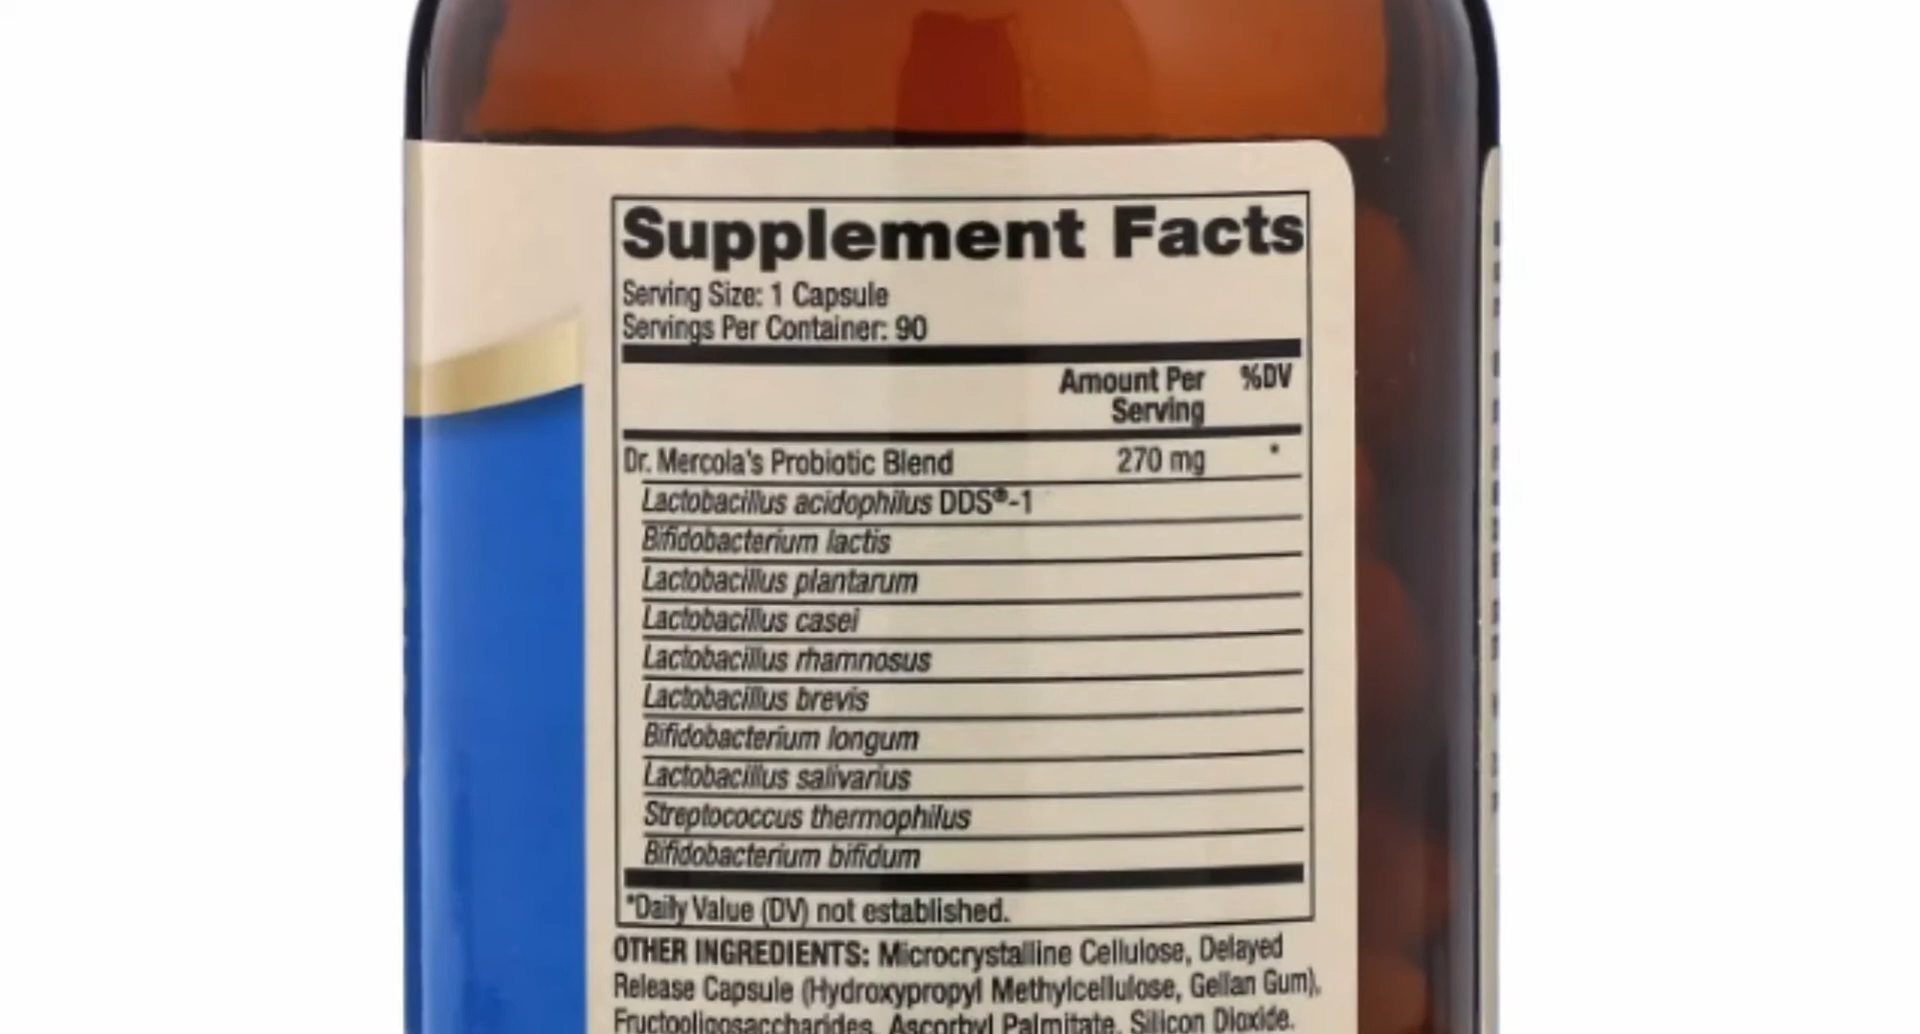 Supplement Facts
Serving Size: 1 Capsule
Servings Per Container: 90
Amount Per %DV
Serving
Dr. Mercola's Probiotic Blend 270 mg *
Lactobacillus acidophilus DDS®-1
Bifidobacterium lactis
Lactobacillus plantarum
Lactobacillus casei
Lactobacillus rhamnosus
Lactobacillus brevis
Bifidobacterium longum
Lactobacillus salivarius
Streptococcus thermophilus
Bifidobacterium bifidum
*Daily Value (DV) not established.
OTHER INGREDIENTS: Microcrystalline Cellulose, Delayed
Release Capsule (Hydroxypropyl Methylcellulose, Gellan Gum),
Fructooligosaccharides, Ascorbyl Palmitate, Silicon Dioxide.